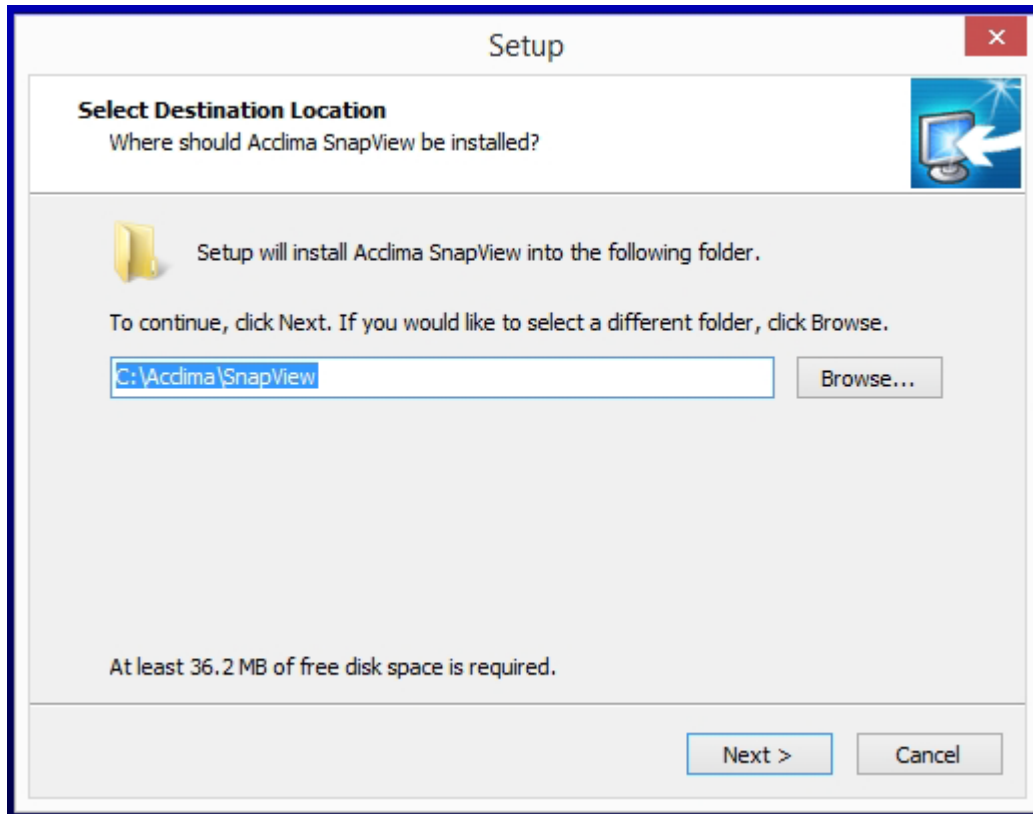 Setup
Select Destination Location
Where should Acclima SnapView be installed?
Setup will install Acclima SnapView into the following folder.
To continue, click Next. If you would like to select a different folder, click Browse.
C:\Acclima\SnapView
Browse...
At least 36.2 MB of free disk space is required.
Next >
Cancel